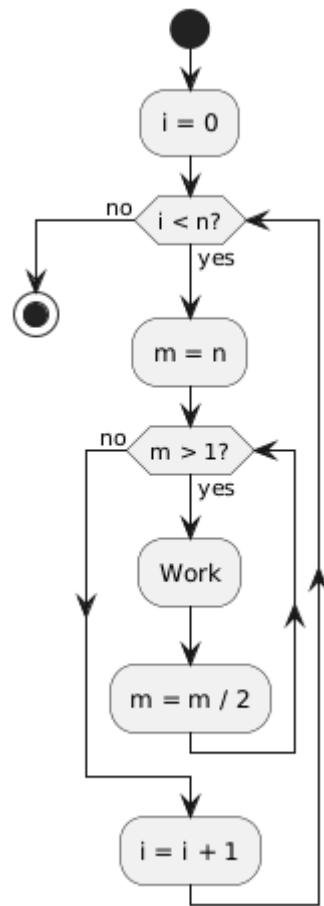 i = 0
no
i < n?
yes
m = n
no
m > 1?
yes
Work
m = m / 2
i = i + 1